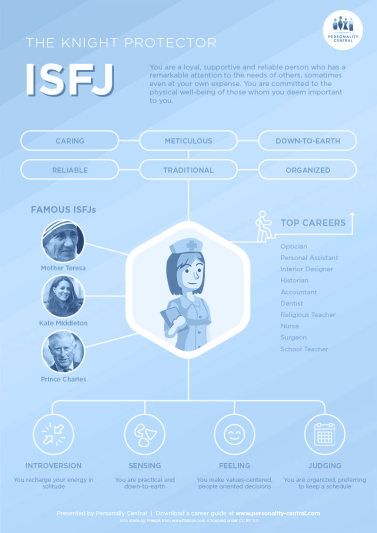 PERSONALITY
CENTRAL
THE KNIGHT PROTECTOR
ISFJ
You are a loyal, supportive and reliable person who has a
remarkable attention to the needs of others, sometimes
even at your own expense. You are committed to the
physical well-being of those whom you deem important
to you.
CARING
METICULOUS
DOWN-TO-EARTH
RELIABLE
TRADITIONAL
ORGANIZED
FAMOUS ISFJs
Mother Teresa
Kate Middleton
Prince Charles
TOP CAREERS
Optician
Personal Assistant
Interior Designer
Historian
Accountant
Dentist
Religious Teacher
Nurse
Surgeon
School Teacher
INTROVERSION
You recharge your energy in
solitude
SENSING
You are practical and
down-to-earth
FEELING
You make values-centered,
people oriented decisions
JUDGING
You are organized, preferring
to keep a schedule
Presented by Personality Central | Download a career guide at www.personality-central.com